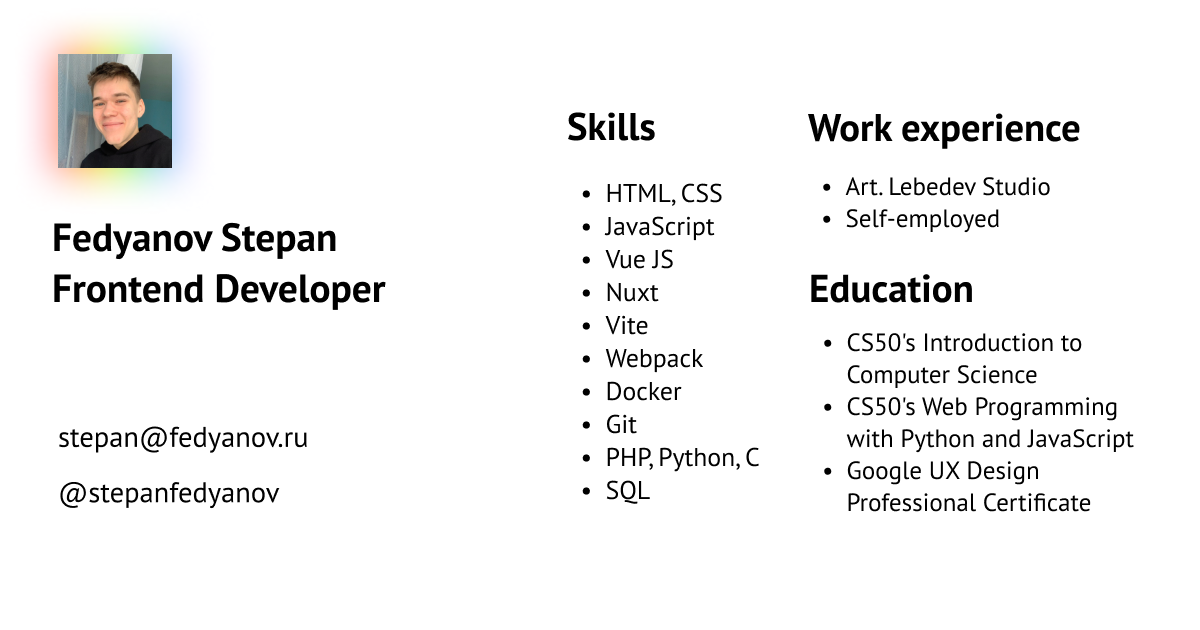 Fedyanov Stepan
Frontend Developer
stepan@fedyanov.ru
@stepanfedyanov
Skills
• HTML, CSS
• JavaScript
• Vue JS
• Nuxt
• Vite
• Webpack
• Docker
• Git
• PHP, Python, C
• SQL
Work experience
• Art. Lebedev Studio
• Self-employed
Education
• CS50's Introduction to
Computer Science
• CS50's Web Programming
with Python and JavaScript
• Google UX Design
Professional Certificate